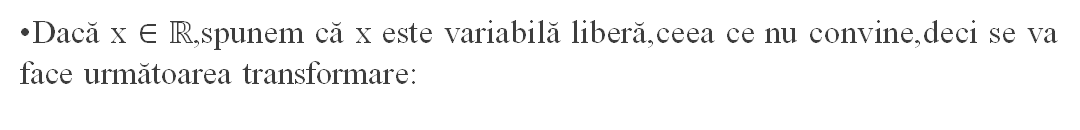 •Dacă x ∈ ℝ,spunem că x este variabilă liberă,ceea ce nu convine,deci se va
face următoarea transformare: